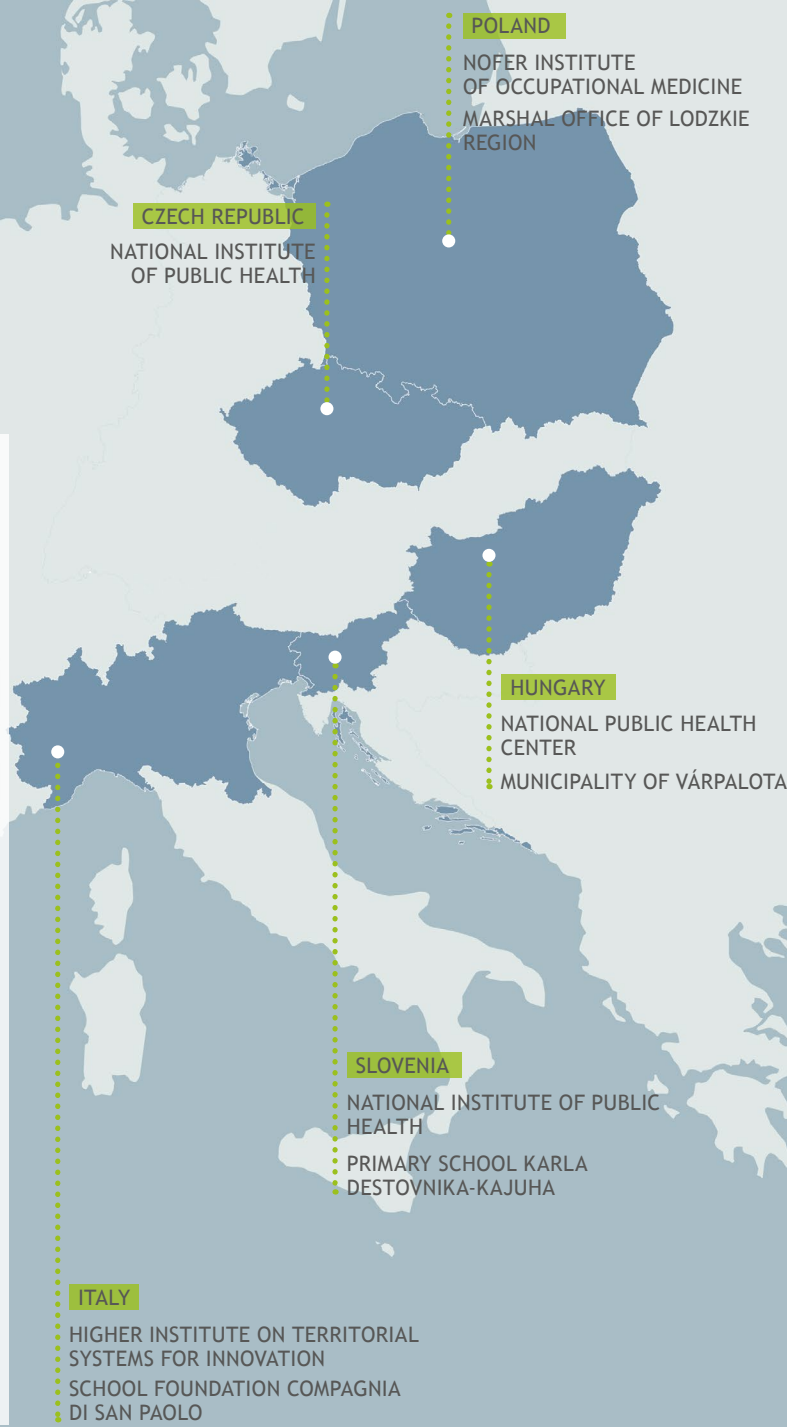 POLAND
NOFER INSTITUTE
OF OCCUPATIONAL MEDICINE
MARSHAL OFFICE OF LODZKIE
REGION
CZECH REPUBLIC
NATIONAL INSTITUTE
OF PUBLIC HEALTH
HUNGARY
NATIONAL PUBLIC HEALTH
CENTER
MUNICIPALITY OF VÁRPALOTA
SLOVENIA
NATIONAL INSTITUTE OF PUBLIC
HEALTH
PRIMARY SCHOOL KARLA
DESTOVNIKA-KAJUHA
ITALY
HIGHER INSTITUTE ON TERRITORIAL
SYSTEMS FOR INNOVATION
SCHOOL FOUNDATION COMPAGNIA
DI SAN PAOLO